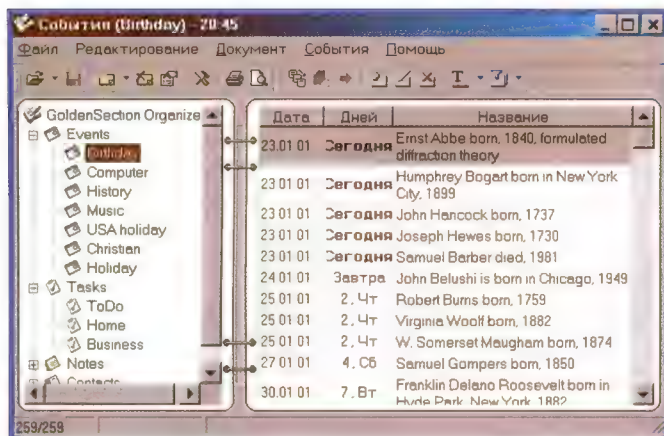 События (Birthday) - 20:45
Файл Редактирование Документ События Помощь
GoldenSection Organize
Events
Birthday
Computer
History
Music
USA holiday
Christian
Holiday
Tasks
ToDo
Home
Business
Notes
Contacts
Дата Дней Название
23.01 01 Сегодня Ernst Abbe born, 1840, formulated
diffraction theory
23 01 01 Сегодня Humphrey Bogart born in New York
City, 1899
23 01 01 Сегодня John Hancock born, 1737
23 01 01 Сегодня Joseph Hewes born, 1730
23 01 01 Сегодня Samuel Barber died, 1981
24 01 01 Завтра John Belushi is born in Chicago, 1949
25 01 01 2, Чт Robert Burns born, 1759
25 01 01 2, Чт Virginia Woolf born, 1882
25 01 01 2, Чт W. Somerset Maugham born, 1874
27 01 01 4, Сб Samuel Gompers born, 1850
30.01 01 7, Вт Franklin Delano Roosevelt born in
Hyde Park, New York, 1882
259/259